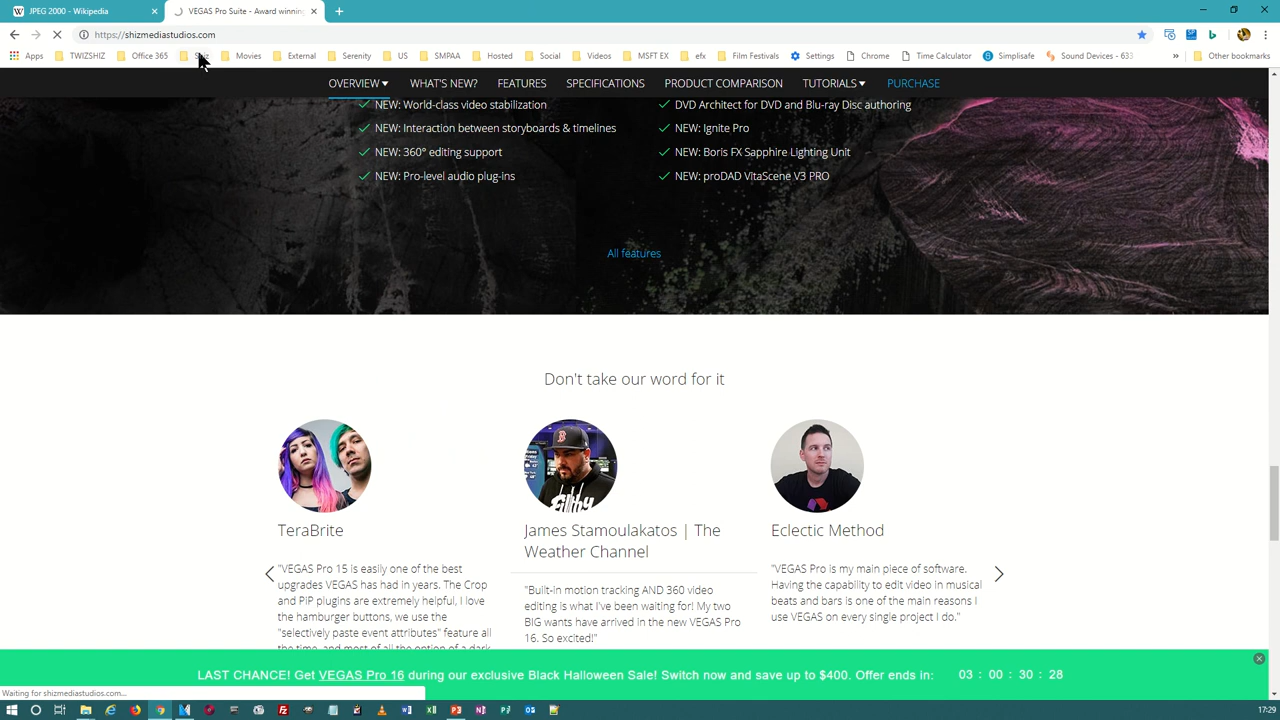 JPEG 2000 - Wikipedia
VEGAS Pro Suite - Award winnin
https://shizmediastudios.com
Apps TWIZSHIZ Office 365 Movies External Serenity US SMPAA Hosted Social Videos MSFT EX efx Film Festivals Settings Chrome Time Calculator Simplisafe Sound Devices - 633 » Other bookmarks
OVERVIEW WHAT'S NEW? FEATURES SPECIFICATIONS PRODUCT COMPARISON TUTORIALS PURCHASE
NEW: World-class video stabilization
NEW: Interaction between storyboards & timelines
NEW: 360° editing support
NEW: Pro-level audio plug-ins
DVD Architect for DVD and Blu-ray Disc authoring
NEW: Ignite Pro
NEW: Boris FX Sapphire Lighting Unit
NEW: proDAD VitaScene V3 PRO
All features
Don't take our word for it
TeraBrite
"VEGAS Pro 15 is easily one of the best
upgrades VEGAS has had in years. The Crop
and PIP plugins are extremely helpful, I love
the hamburger buttons, we use the
"selectively paste event attributes" feature all
the time, and most of all the option of a dark
James Stamoulakatos | The
Weather Channel
"Built-in motion tracking AND 360 video
editing is what I've been waiting for! My two
BIG wants have arrived in the new VEGAS Pro
16. So excited!"
Eclectic Method
"VEGAS Pro is my main piece of software.
Having the capability to edit video in musical
beats and bars is one of the main reasons I
use VEGAS on every single project I do."
LAST CHANCE! Get VEGAS Pro 16 during our exclusive Black Halloween Sale! Switch now and save up to $400. Offer ends in: 03 : 00 : 30 : 28
Waiting for shizmediastudios.com...
17:29